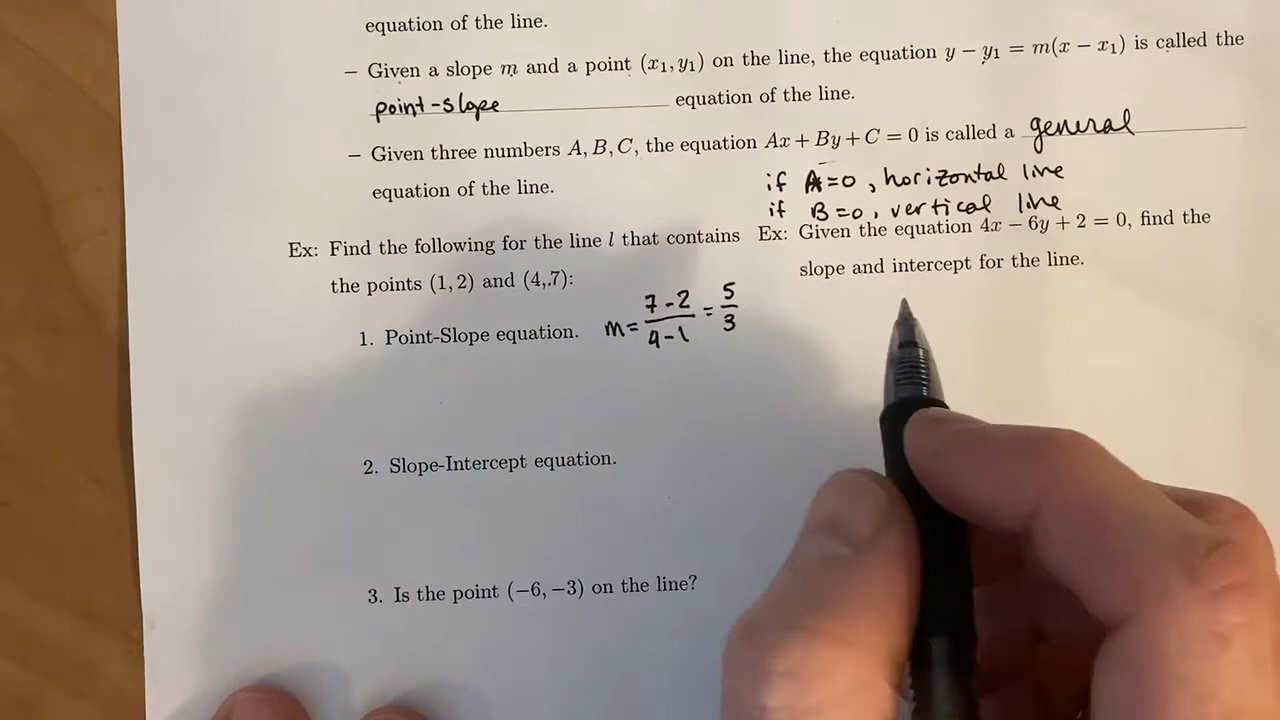 equation of the line.
– Given a slope m and a point (x₁, y₁) on the line, the equation y − y₁ = m(x − x₁) is called the
point-slope equation of the line.
– Given three numbers A, B, C, the equation Ax + By + C = 0 is called a general
equation of the line.
if A=0, horizontal line
if B=0, vertical line
Ex: Find the following for the line l that contains
the points (1, 2) and (4, 7):
1. Point-Slope equation. m = (7-2)/(4-1) = 5/3
2. Slope-Intercept equation.
3. Is the point (−6, −3) on the line?
Ex: Given the equation 4x − 6y + 2 = 0, find the
slope and intercept for the line.